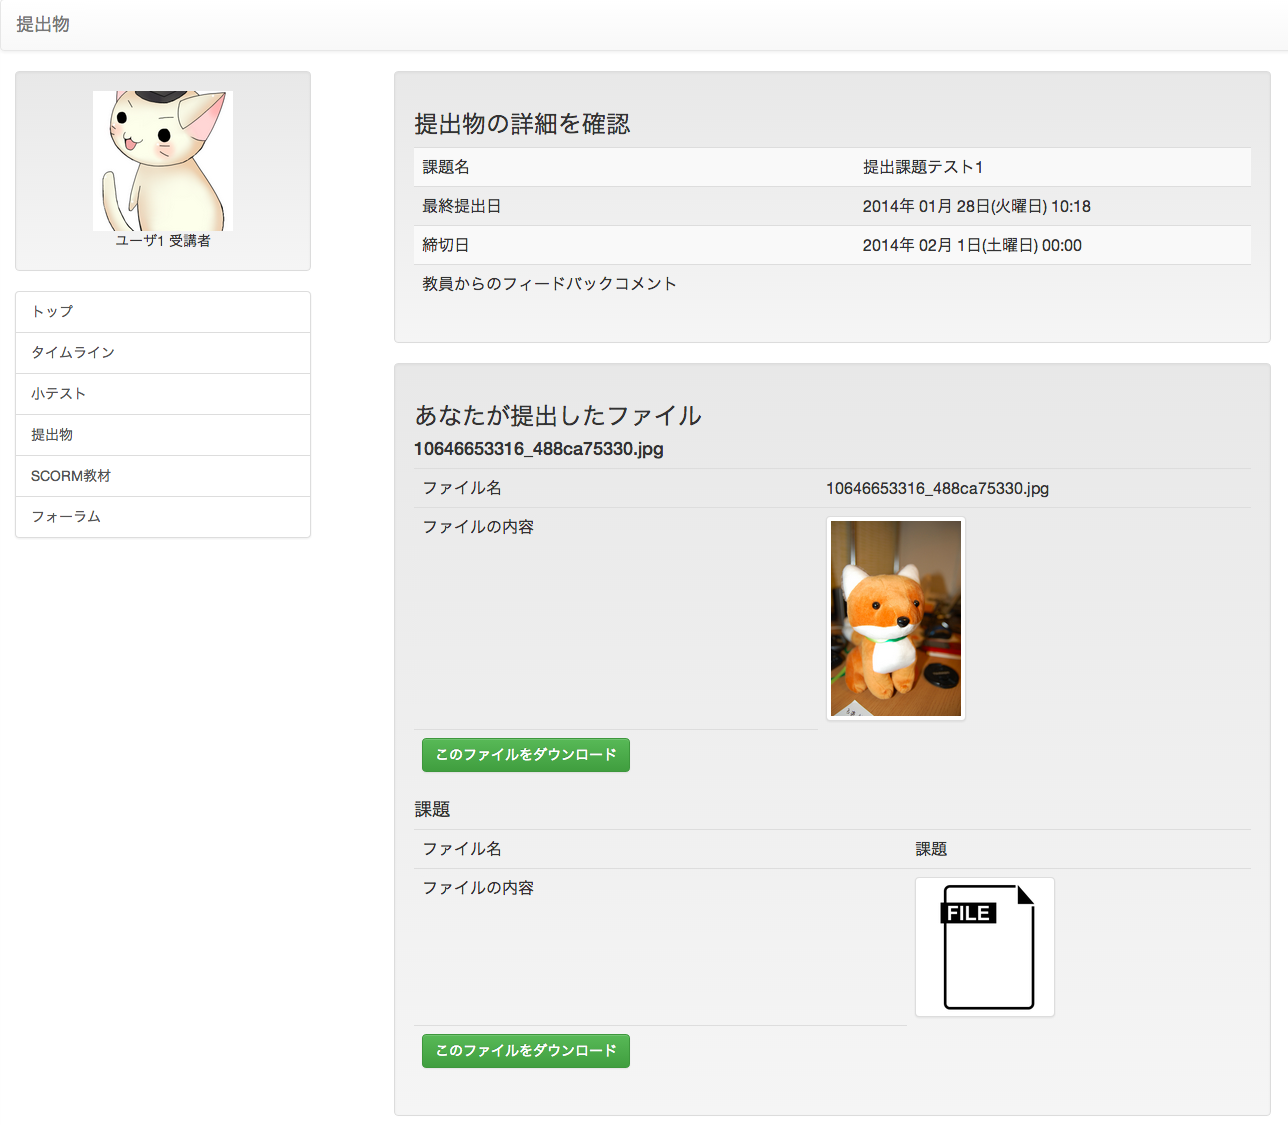 提出物
ユーザ1 受講者
トップ
タイムライン
小テスト
提出物
SCORM教材
フォーラム
提出物の詳細を確認
課題名 提出課題テスト1
最終提出日 2014年 01月 28日(火曜日) 10:18
締切日 2014年 02月 1日(土曜日) 00:00
教員からのフィードバックコメント
あなたが提出したファイル
10646653316_488ca75330.jpg
ファイル名 10646653316_488ca75330.jpg
ファイルの内容
このファイルをダウンロード
課題
ファイル名 課題
ファイルの内容
FILE
このファイルをダウンロード